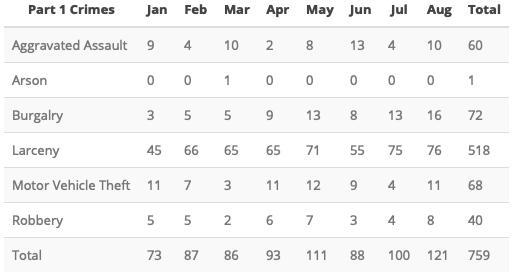 Part 1 Crimes Jan Feb Mar Apr May Jun Jul Aug Total
Aggravated Assault 9 4 10 2 8 13 4 10 60
Arson 0 0 1 0 0 0 0 0 1
Burgalry 3 5 5 9 13 8 13 16 72
Larceny 45 66 65 65 71 55 75 76 518
Motor Vehicle Theft 11 7 3 11 12 9 4 11 68
Robbery 5 5 2 6 7 3 4 8 40
Total 73 87 86 93 111 88 100 121 759